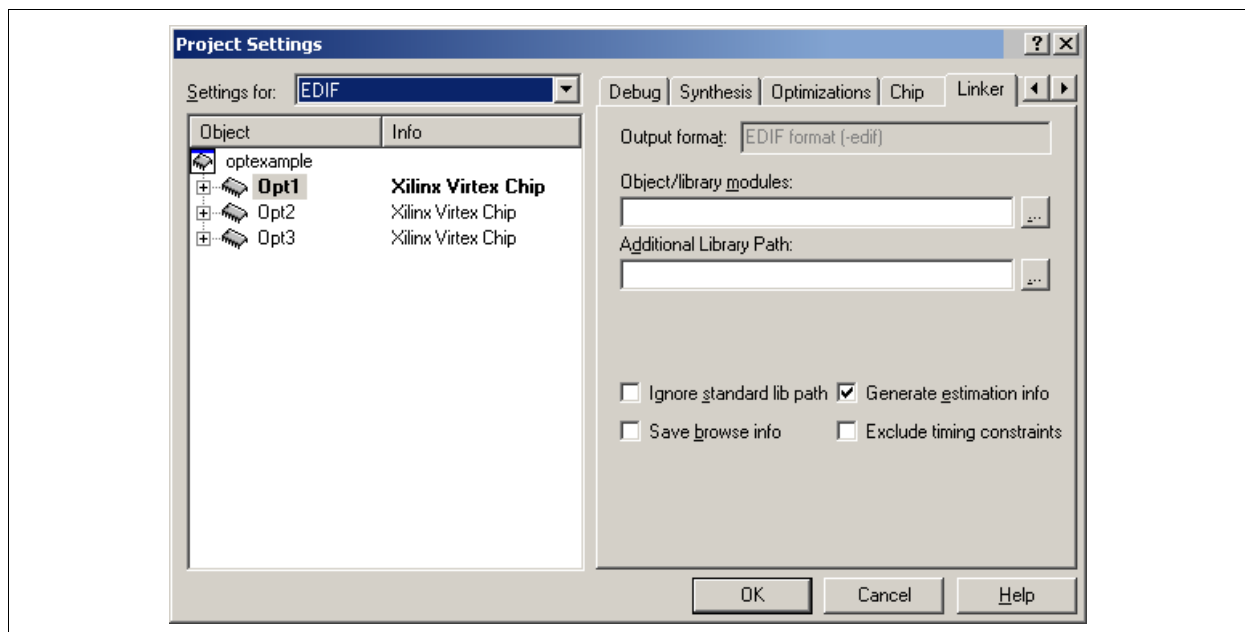 Project Settings
Settings for: EDIF
Object Info
optexample
Opt1 Xilinx Virtex Chip
Opt2 Xilinx Virtex Chip
Opt3 Xilinx Virtex Chip
Debug Synthesis Optimizations Chip Linker
Output format: EDIF format (-edif)
Object/library modules:
...
Additional Library Path:
...
Ignore standard lib path Generate estimation info
Save browse info Exclude timing constraints
OK Cancel Help